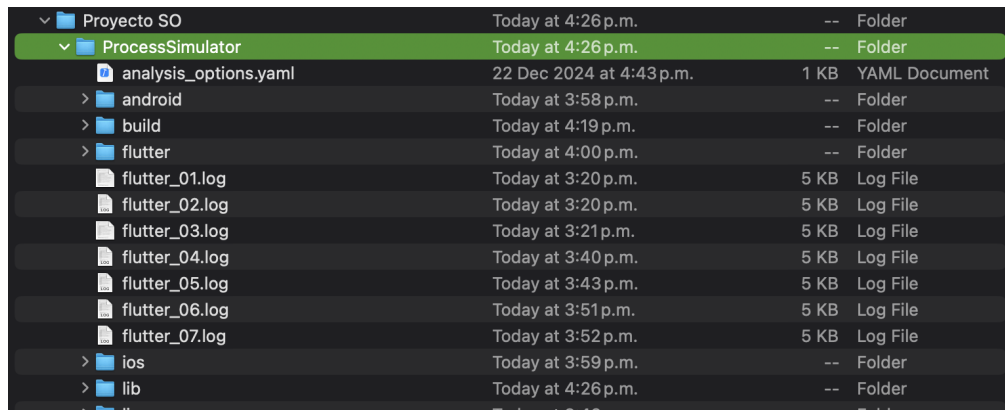 Proyecto SO Today at 4:26 p.m. -- Folder
ProcessSimulator Today at 4:26 p.m. -- Folder
analysis_options.yaml 22 Dec 2024 at 4:43 p.m. 1 KB YAML Document
android Today at 3:58 p.m. -- Folder
build Today at 4:19 p.m. -- Folder
flutter Today at 4:00 p.m. -- Folder
flutter_01.log Today at 3:20 p.m. 5 KB Log File
flutter_02.log Today at 3:20 p.m. 5 KB Log File
flutter_03.log Today at 3:21 p.m. 5 KB Log File
flutter_04.log Today at 3:40 p.m. 5 KB Log File
flutter_05.log Today at 3:43 p.m. 5 KB Log File
flutter_06.log Today at 3:51 p.m. 5 KB Log File
flutter_07.log Today at 3:52 p.m. 5 KB Log File
ios Today at 3:59 p.m. -- Folder
lib Today at 4:26 p.m. -- Folder